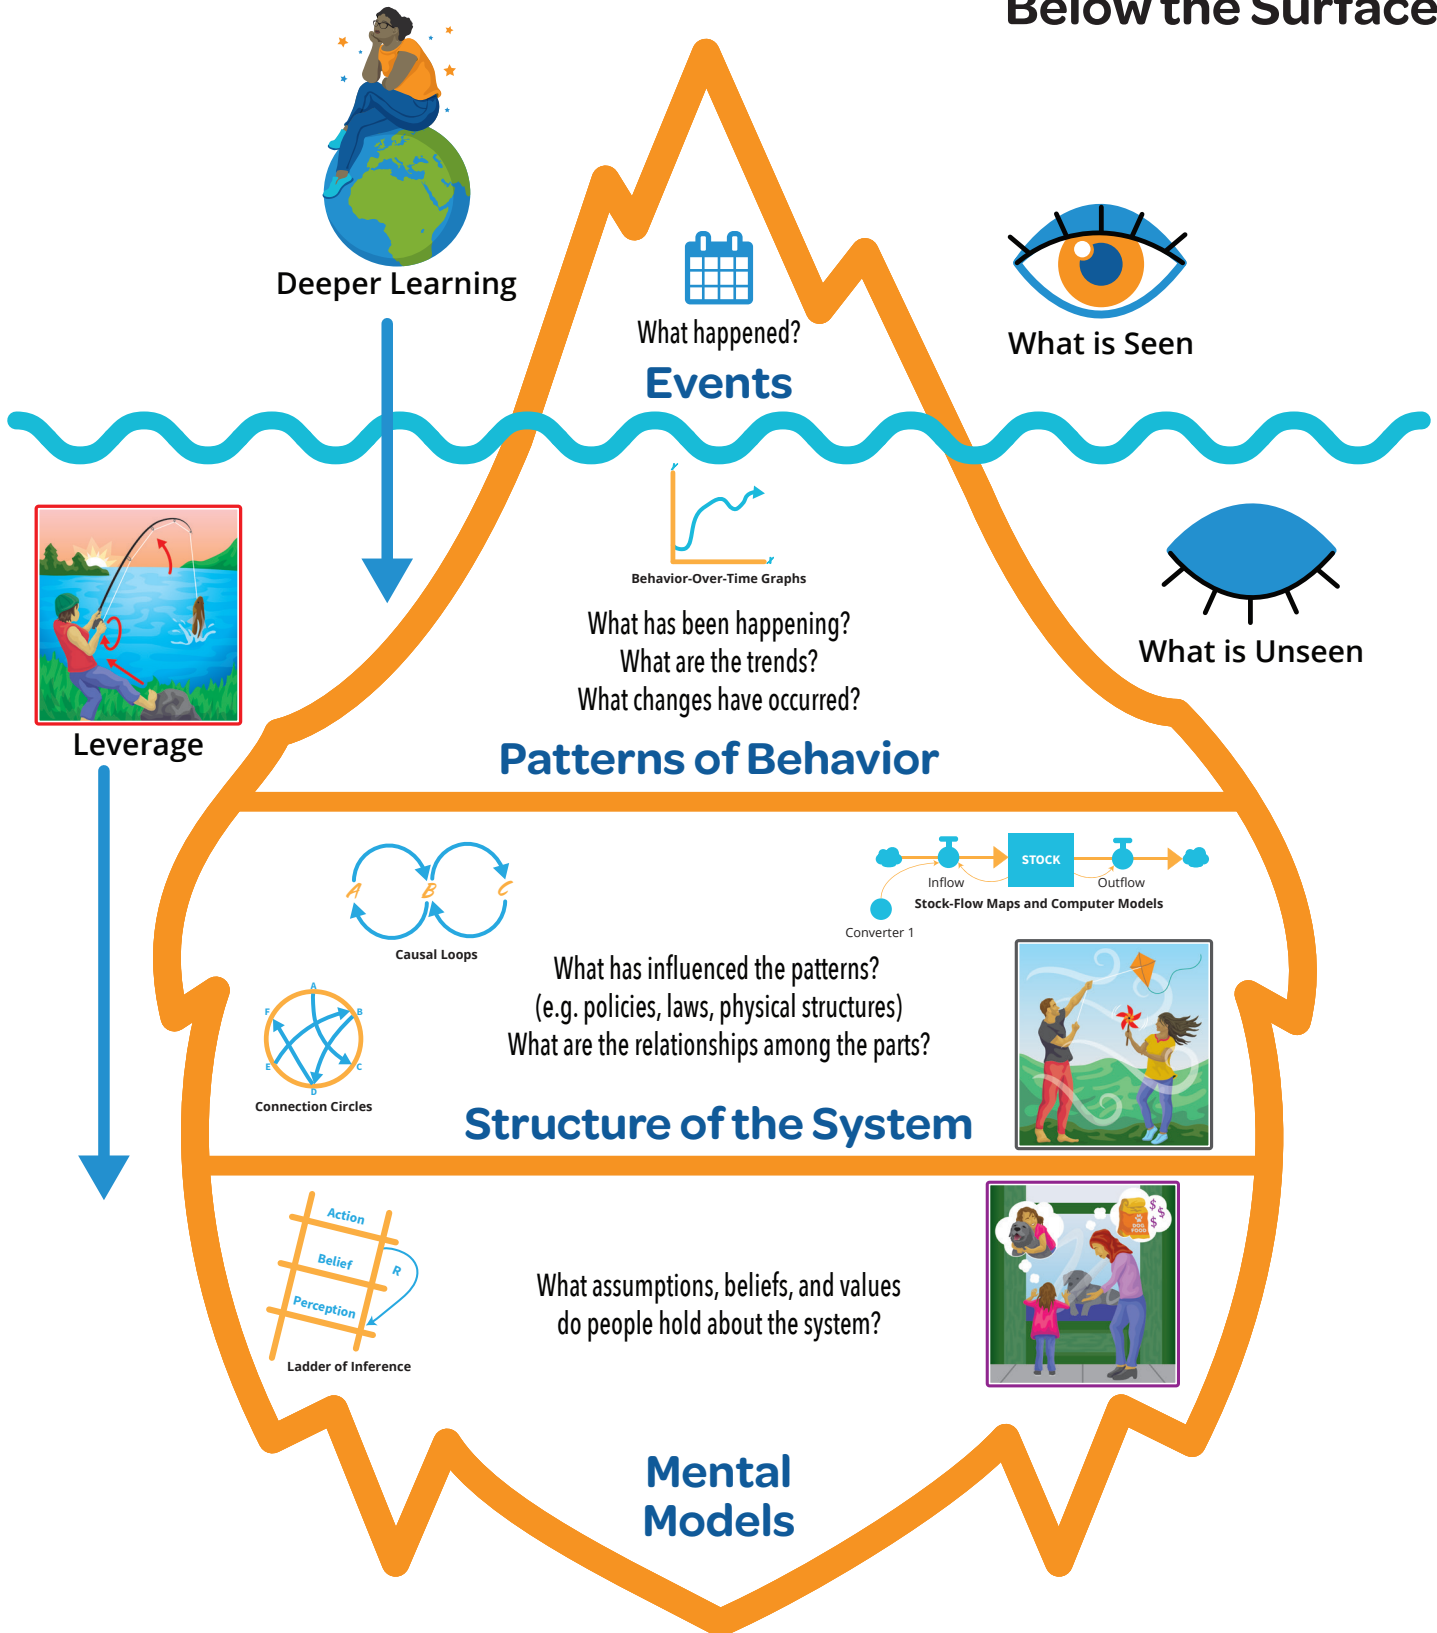 Below the Surface
Deeper Learning
What is Seen
What happened?
Events
Y
X
Behavior-Over-Time Graphs
What has been happening?
What are the trends?
What changes have occurred?
Patterns of Behavior
What is Unseen
Leverage
A
B
C
Causal Loops
STOCK
Inflow
Outflow
Stock-Flow Maps and Computer Models
Converter 1
What has influenced the patterns?
(e.g. policies, laws, physical structures)
What are the relationships among the parts?
A
F
B
E
C
D
Connection Circles
Structure of the System
Action
Belief
R
Perception
Ladder of Inference
$
$
$
DOG
FOOD
What assumptions, beliefs, and values
do people hold about the system?
Mental
Models